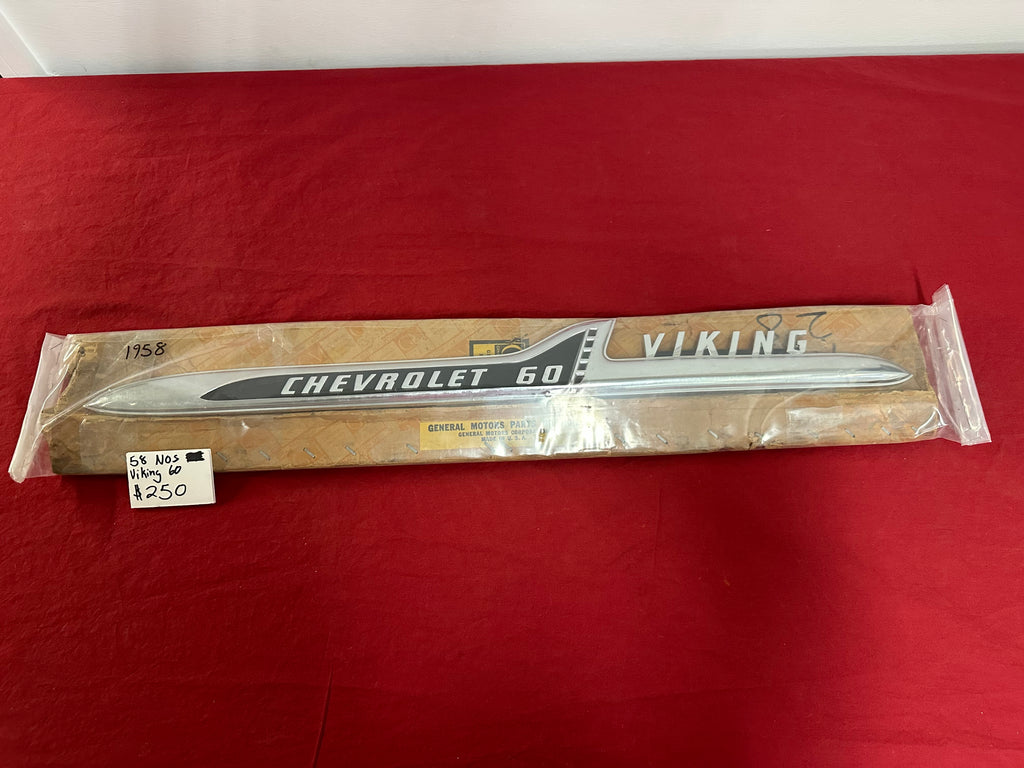 1958
VIKING
CHEVROLET 60
GENERAL MOTORS PARTS
GENERAL MOTORS CORPORATION
MADE IN U. S. A.
58 NOS
Viking 60
$250